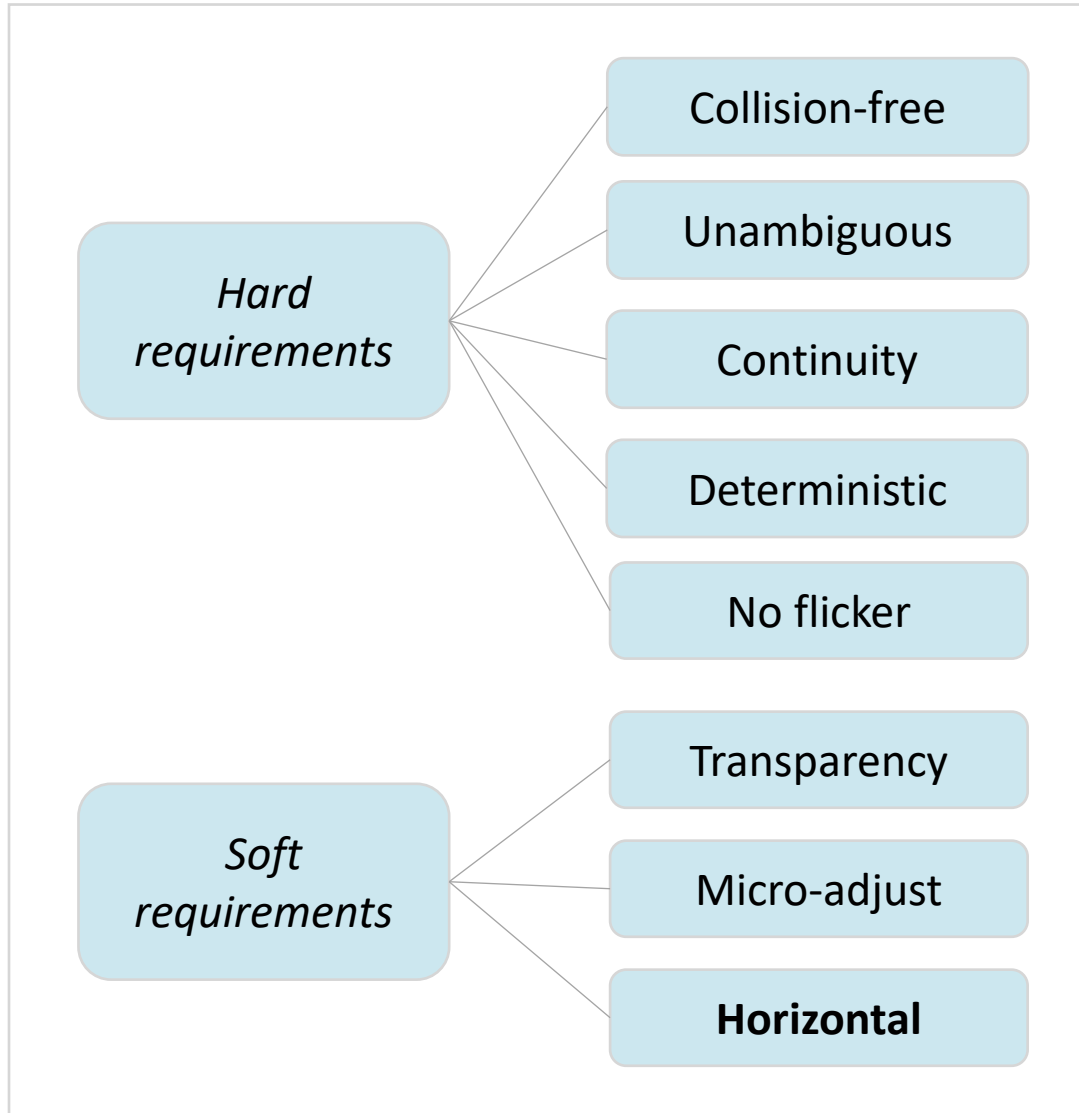 Hard
requirements
Collision-free
Unambiguous
Continuity
Deterministic
No flicker
Soft
requirements
Transparency
Micro-adjust
Horizontal